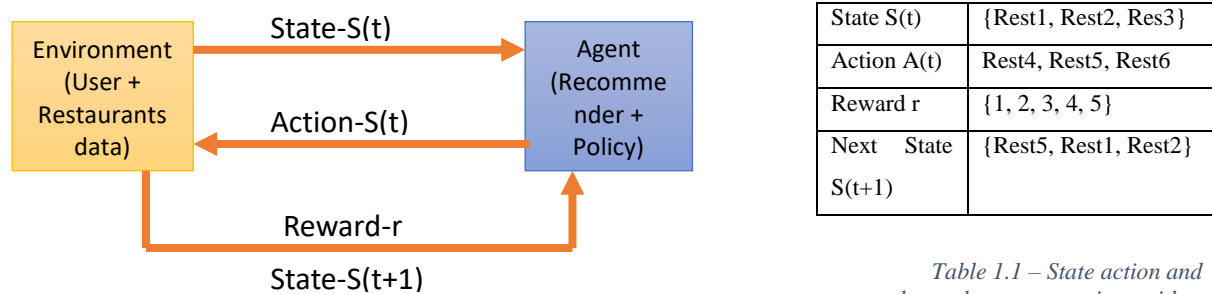 State-S(t)
Environment
(User +
Restaurants
data)
Agent
(Recomme
nder +
Policy)
Action-S(t)
Reward-r
State-S(t+1)
State S(t) {Rest1, Rest2, Res3}
Action A(t) Rest4, Rest5, Rest6
Reward r {1, 2, 3, 4, 5}
Next State {Rest5, Rest1, Rest2}
S(t+1)
Table 1.1 – State action and